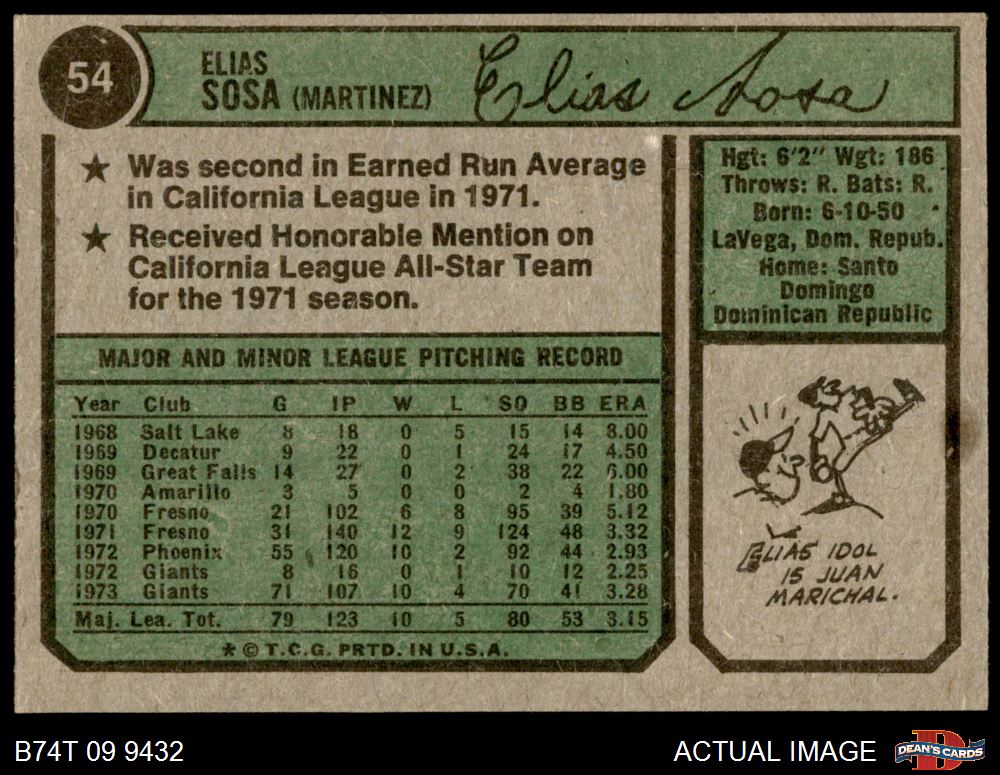 54
ELIAS
SOSA (MARTINEZ)
Elias Sosa
★ Was second in Earned Run Average
in California League in 1971.
★ Received Honorable Mention on
California League All-Star Team
for the 1971 season.
Hgt: 6'2" Wgt: 186
Throws: R. Bats: R.
Born: 6-10-50
LaVega, Dom. Repub.
Home: Santo
Domingo
Dominican Republic
MAJOR AND MINOR LEAGUE PITCHING RECORD
Year Club G IP W L SO BB ERA
1968 Salt Lake 8 18 0 5 15 14 8.00
1969 Decatur 9 22 0 1 24 17 4.50
1969 Great Falls 14 27 0 2 38 22 6.00
1970 Amarillo 3 5 0 0 2 4 1.80
1970 Fresno 21 102 6 8 95 39 5.12
1971 Fresno 31 140 12 9 124 48 3.32
1972 Phoenix 55 120 10 2 92 44 2.93
1972 Giants 8 16 0 1 10 12 2.25
1973 Giants 71 107 10 4 70 41 3.28
Maj. Lea. Tot. 79 123 10 5 80 53 3.15
* © T.C.G. PRTD. IN U.S.A.
ELIAS IDOL
IS JUAN
MARICHAL.
B74T 09 9432
ACTUAL IMAGE
DEAN'S CARDS